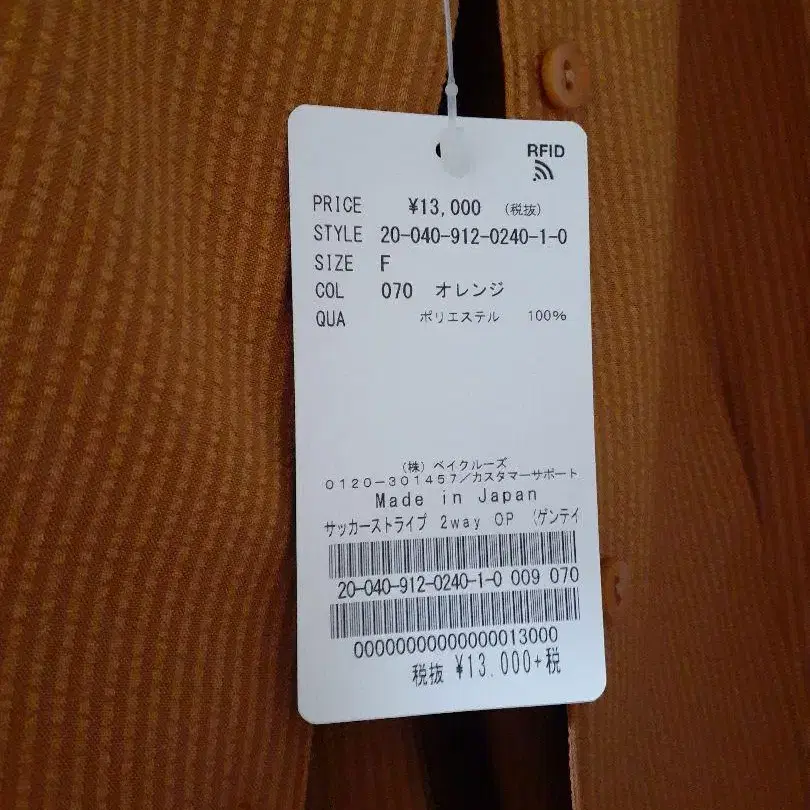 RFID
PRICE ¥13,000 (税抜)
STYLE 20-040-912-0240-1-0
SIZE F
COL 070 オレンジ
QUA ポリエステル 100%
(株) ベイクルーズ
0120-301457/カスタマーサポート
Made in Japan
サッカーストライプ 2way OP (ゲンテイ
20-040-912-0240-1-0 009 070
00000000000000013000
税抜 ¥13.000+税